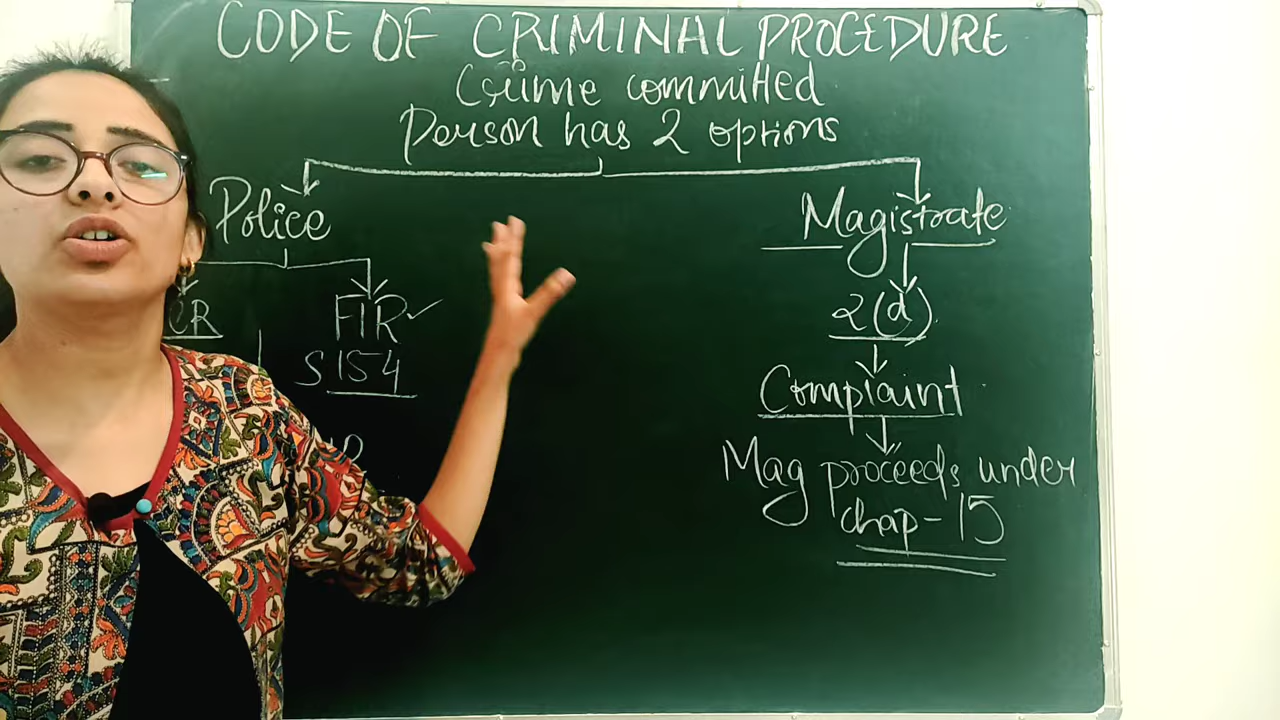 CODE OF CRIMINAL PROCEDURE
Crime committed
Person has 2 options
Police
Magistrate
FIR ✓
S 154
2(d)
Complaint
Mag proceeds under
chap-15